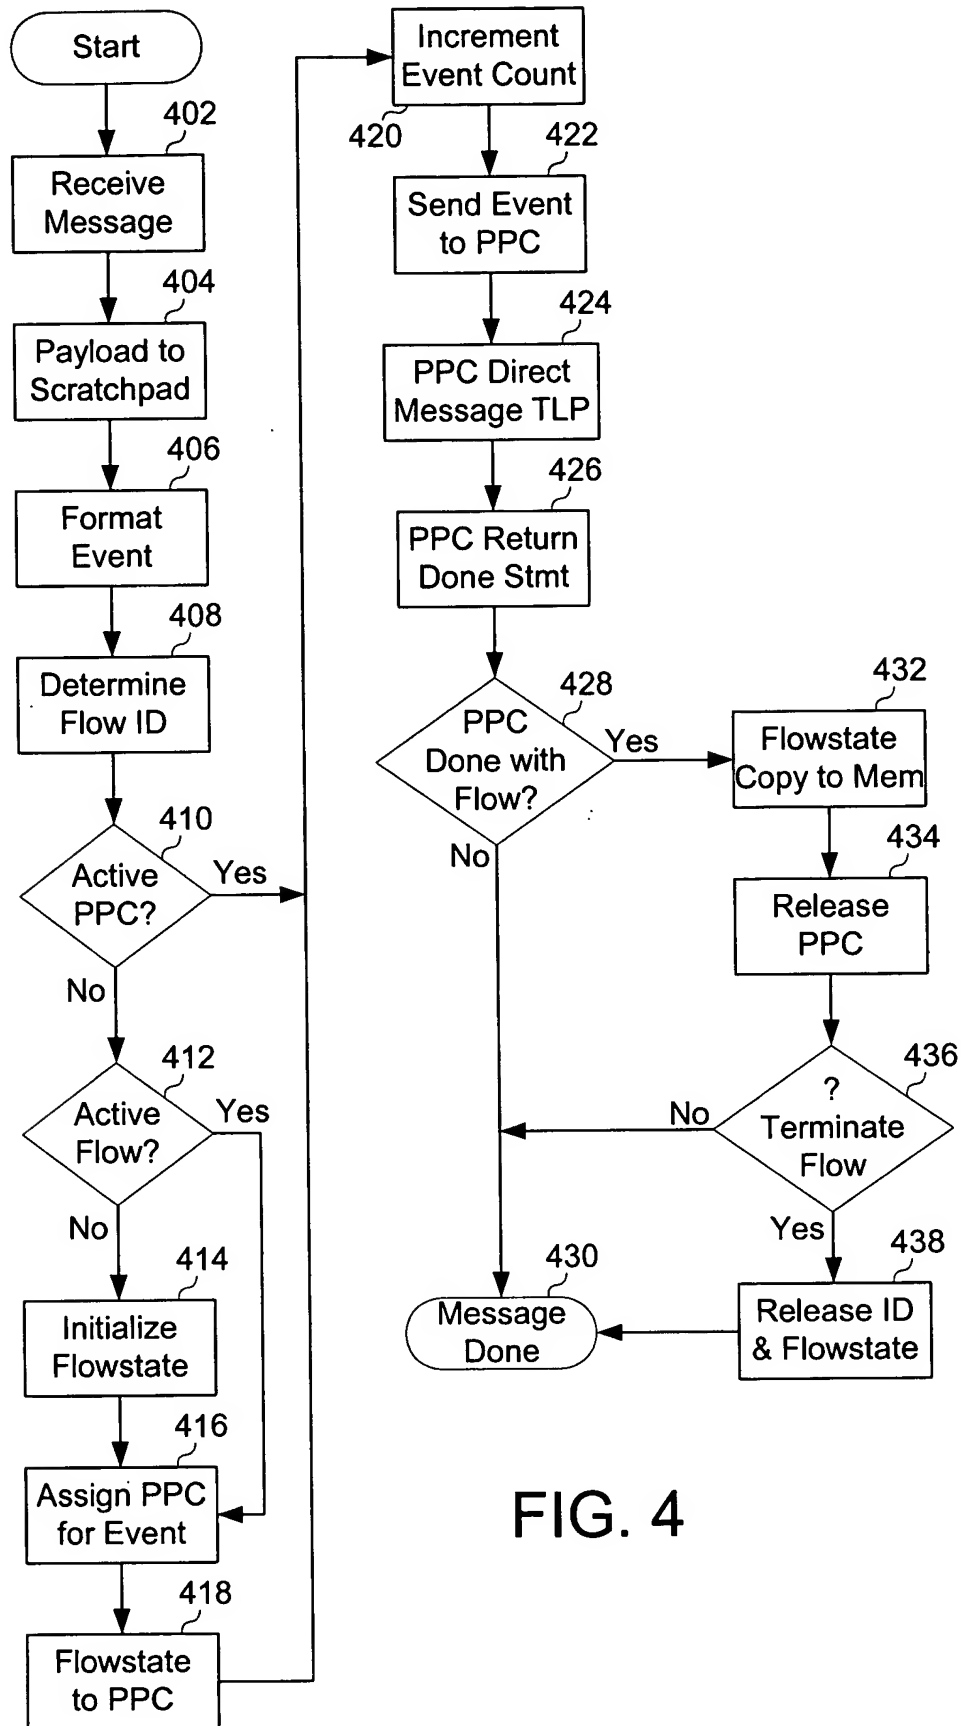 Start
402
Receive
Message
404
Payload to
Scratchpad
406
Format
Event
408
Determine
Flow ID
410
Active
PPC?
Yes
No
412
Active
Flow?
Yes
No
414
Initialize
Flowstate
416
Assign PPC
for Event
418
Flowstate
to PPC
Increment
Event Count
420
422
Send Event
to PPC
424
PPC Direct
Message TLP
426
PPC Return
Done Stmt
428
PPC
Done with
Flow?
Yes
No
432
Flowstate
Copy to Mem
434
Release
PPC
436
?
Terminate
Flow
No
Yes
438
Release ID
& Flowstate
430
Message
Done
FIG. 4